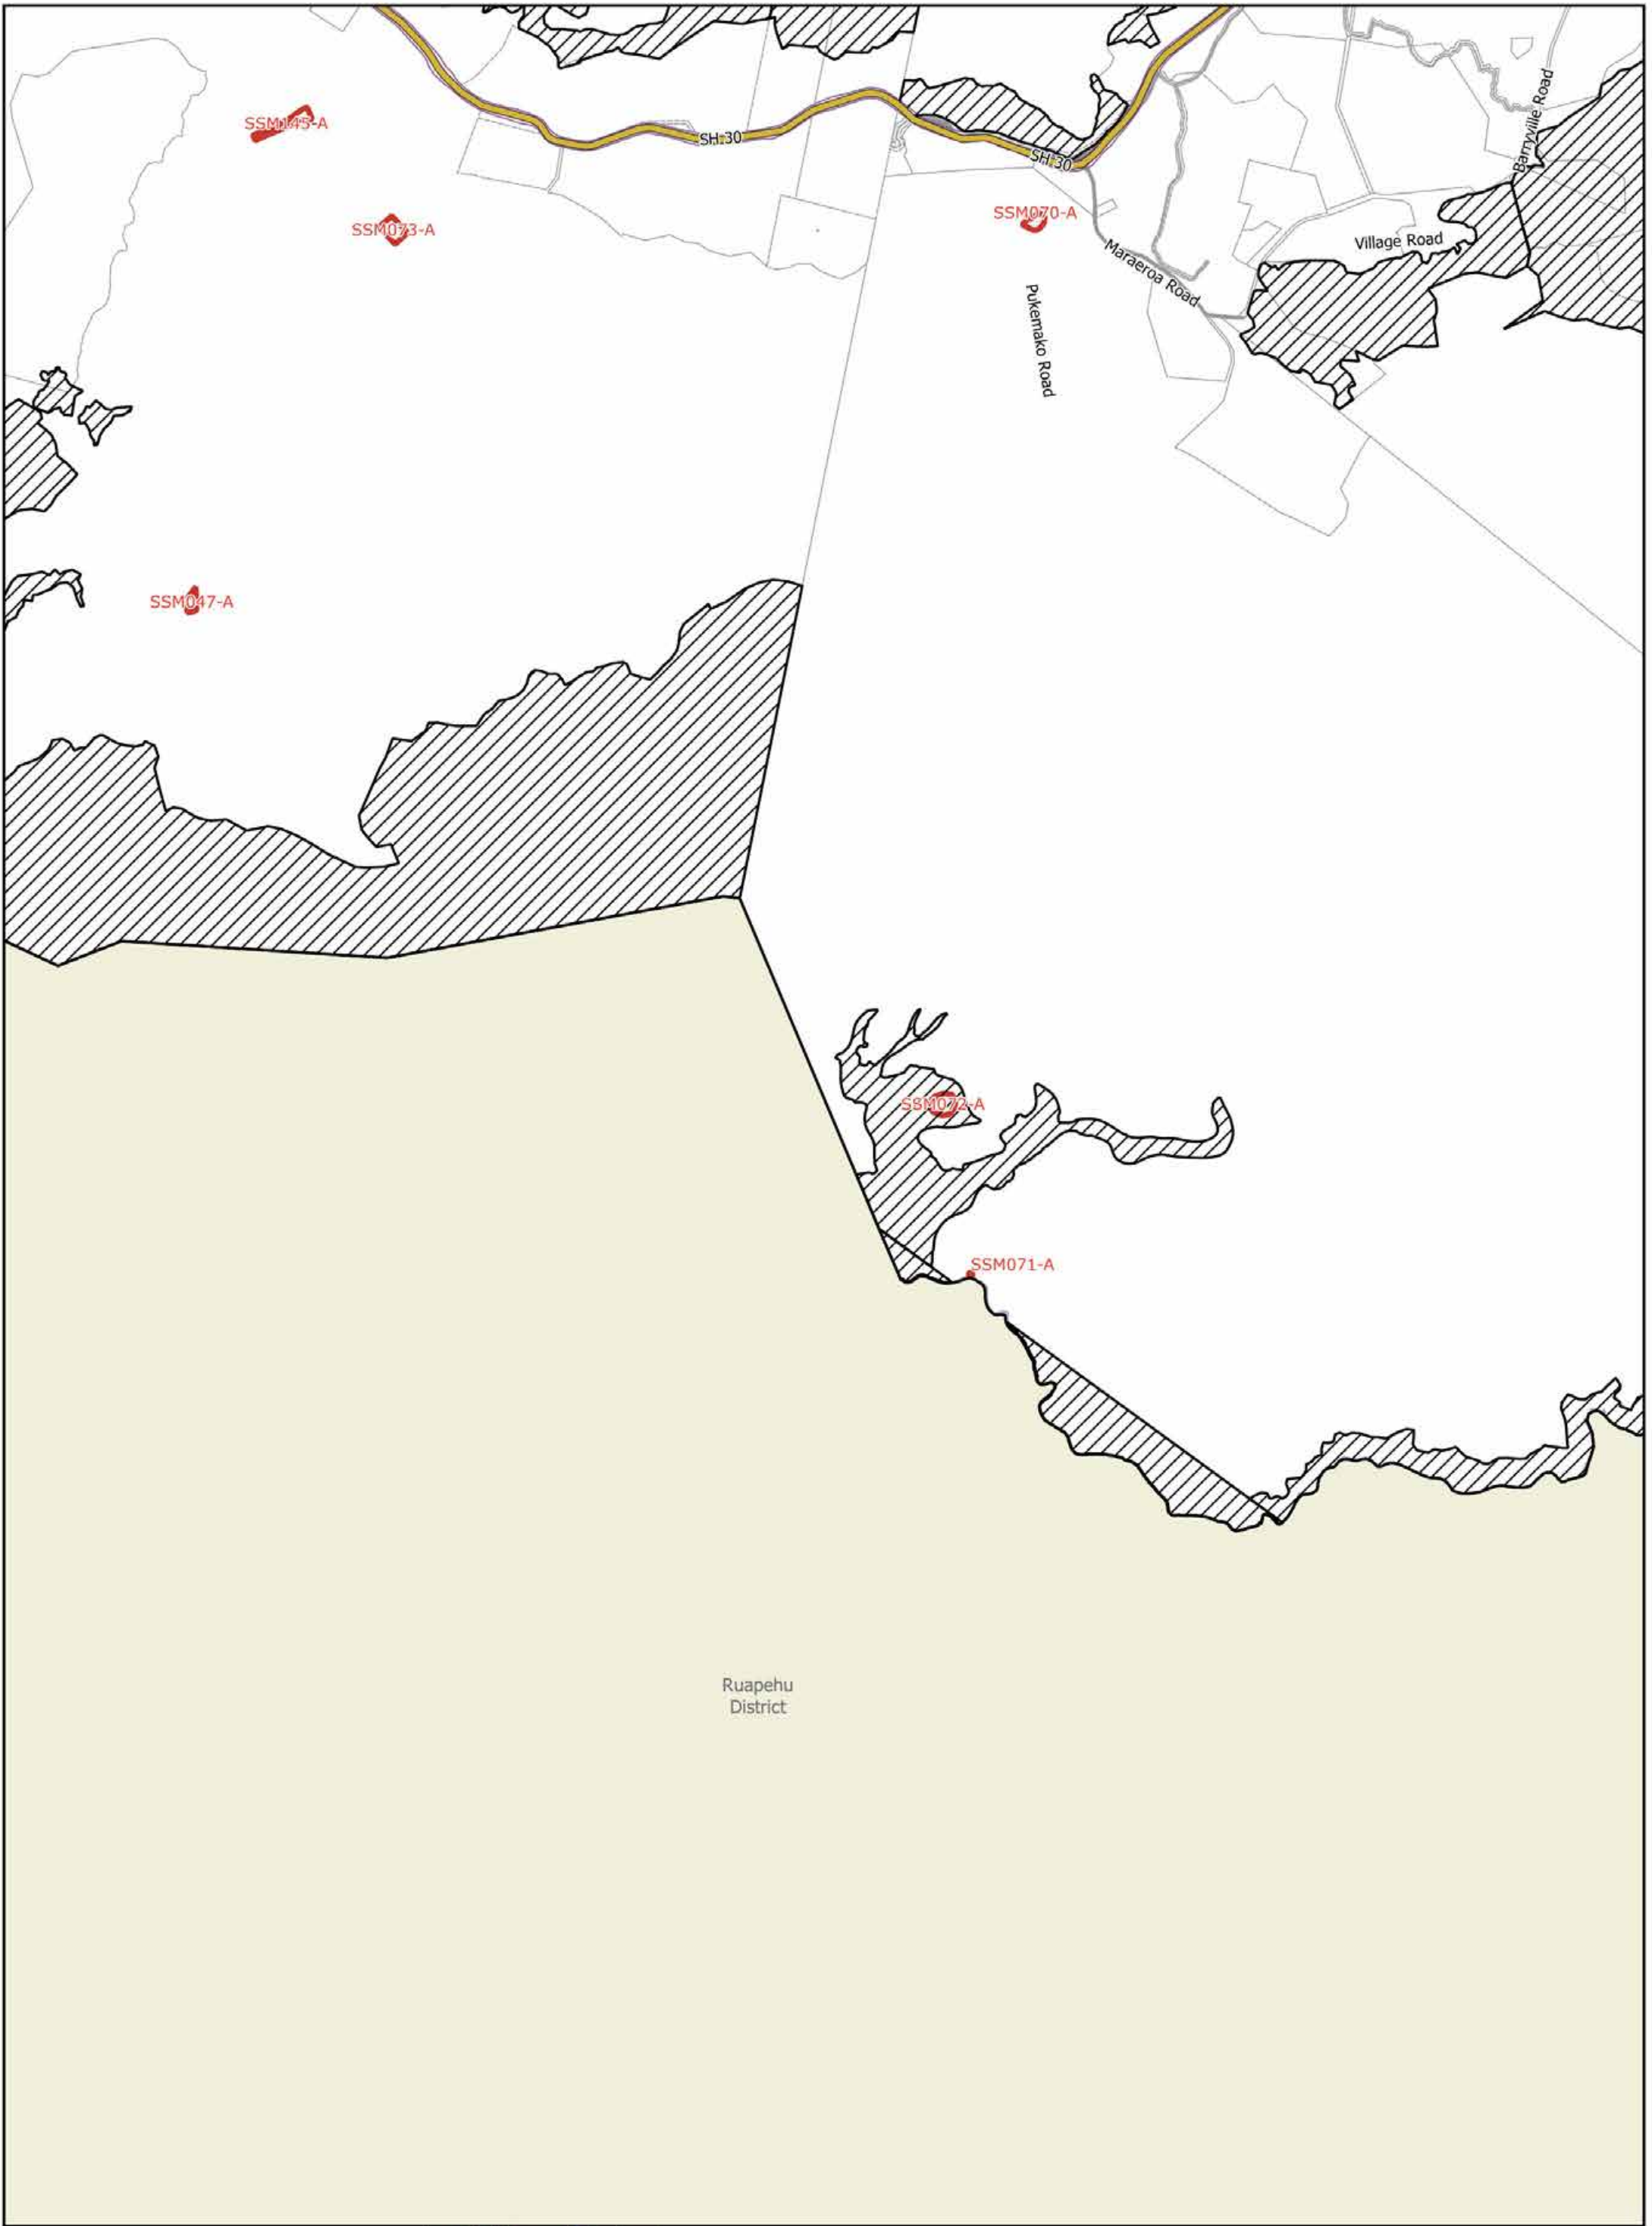 Barryville Road
SSM145-A
SH 30
SH 30
SSM070-A
SSM073-A
Village Road
Maraeroa Road
Pukemako Road
SSM047-A
SSM072-A
SSM071-A
Ruapehu
District